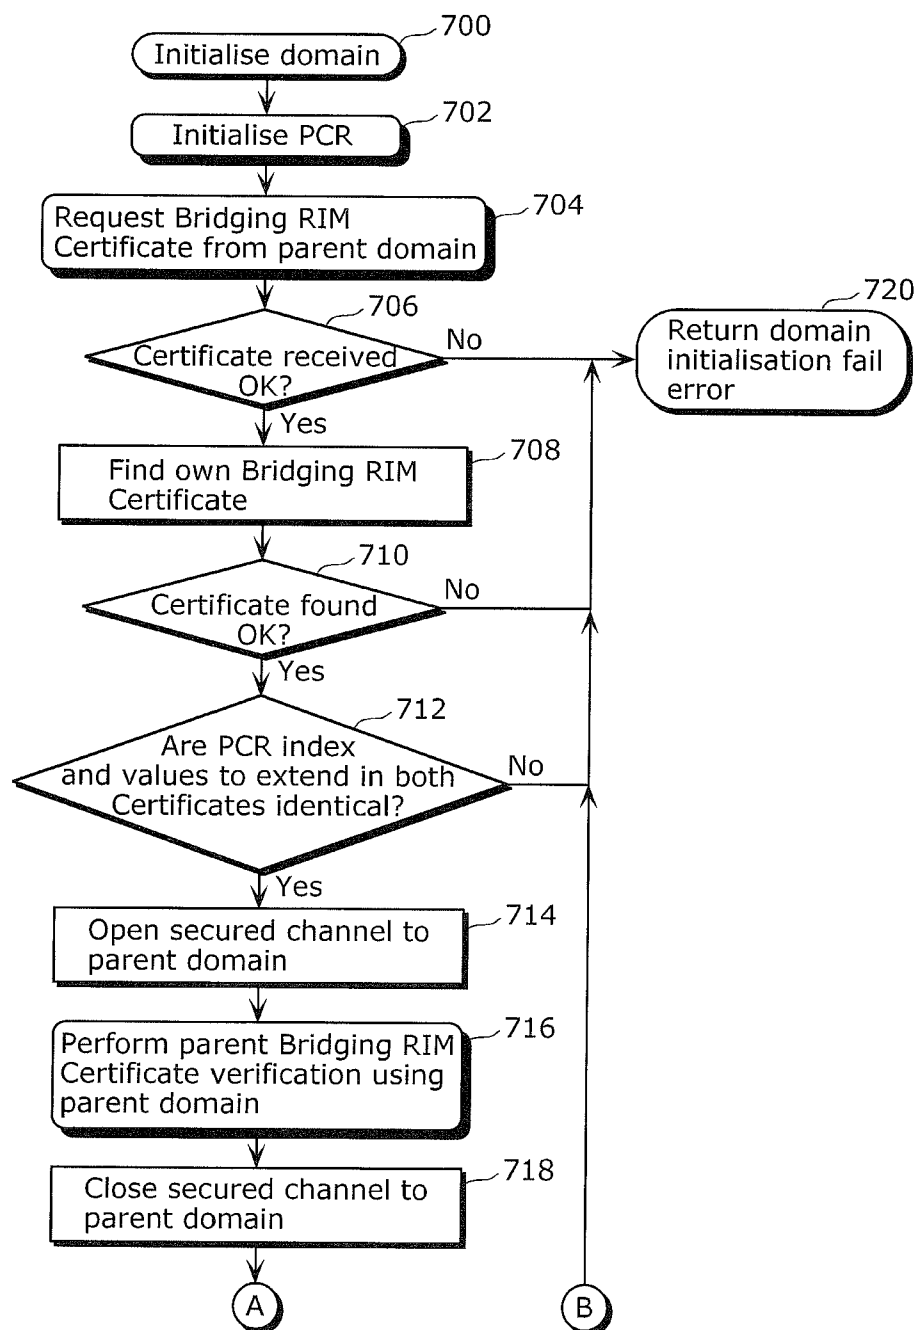 700
Initialise domain
702
Initialise PCR
704
Request Bridging RIM
Certificate from parent domain
706
720
No
Return domain
initialisation fail
error
Certificate received
OK?
Yes
708
Find own Bridging RIM
Certificate
710
No
Certificate found
OK?
Yes
712
Are PCR index
and values to extend in both
Certificates identical?
No
Yes
714
Open secured channel to
parent domain
716
Perform parent Bridging RIM
Certificate verification using
parent domain
718
Close secured channel to
parent domain
A
B